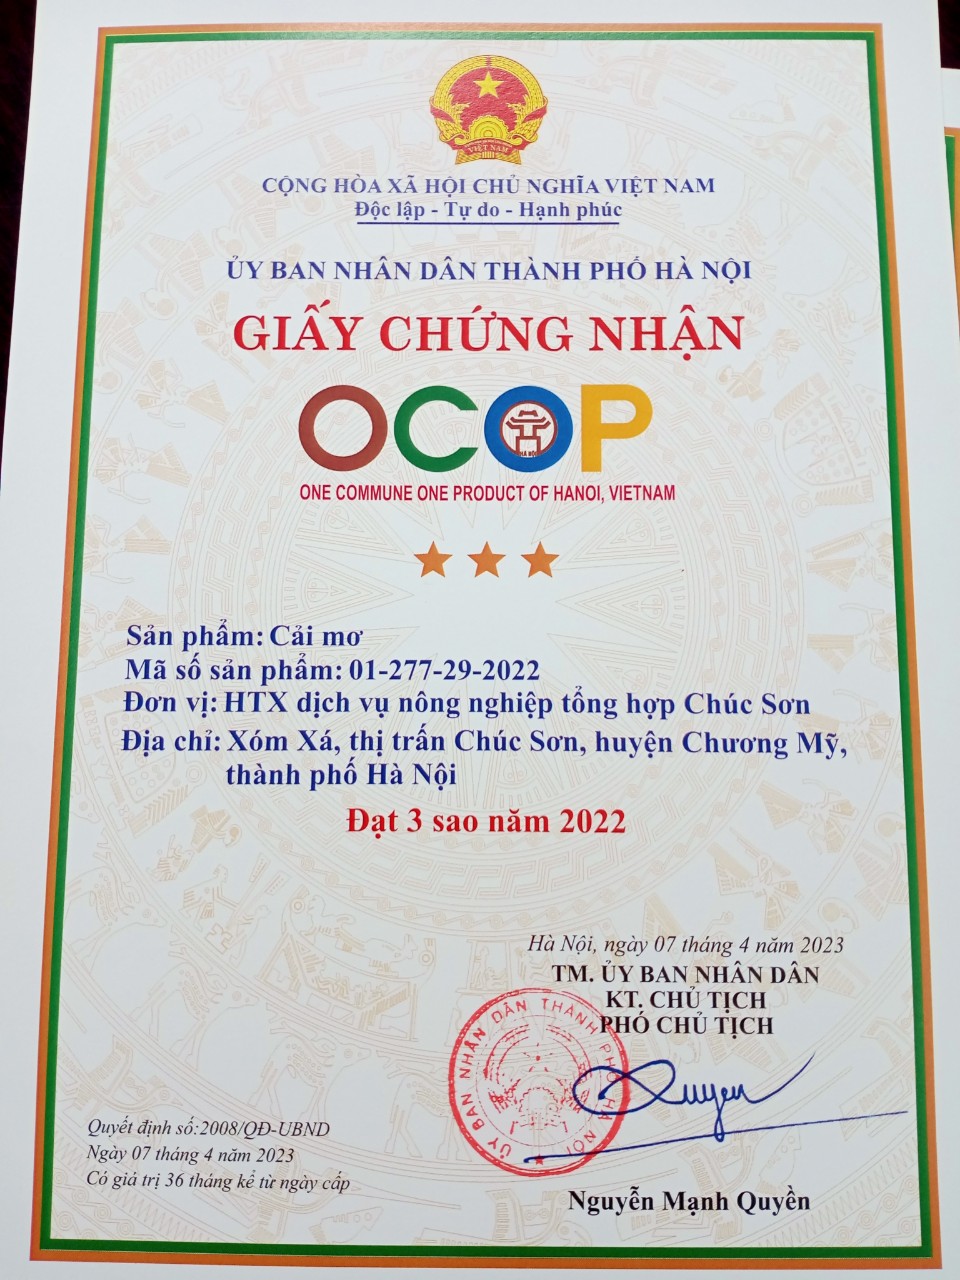 VIỆT NAM
CỘNG HÒA XÃ HỘI CHỦ NGHĨA VIỆT NAM
Độc lập - Tự do - Hạnh phúc
ỦY BAN NHÂN DÂN THÀNH PHỐ HÀ NỘI
GIẤY CHỨNG NHẬN
OCOP
HÀ NỘI
ONE COMMUNE ONE PRODUCT OF HANOI, VIETNAM
Sản phẩm: Cải mơ
Mã số sản phẩm: 01-277-29-2022
Đơn vị: HTX dịch vụ nông nghiệp tổng hợp Chúc Sơn
Địa chỉ: Xóm Xá, thị trấn Chúc Sơn, huyện Chương Mỹ,
thành phố Hà Nội
Đạt 3 sao năm 2022
Hà Nội, ngày 07 tháng 4 năm 2023
TM. ỦY BAN NHÂN DÂN
KT. CHỦ TỊCH
PHÓ CHỦ TỊCH
ỦY BAN NHÂN DÂN THÀNH PHỐ HÀ NỘI
Quyen
Quyết định số:2008/QĐ-UBND
Ngày 07 tháng 4 năm 2023
Có giá trị 36 tháng kể từ ngày cấp
Nguyễn Mạnh Quyền